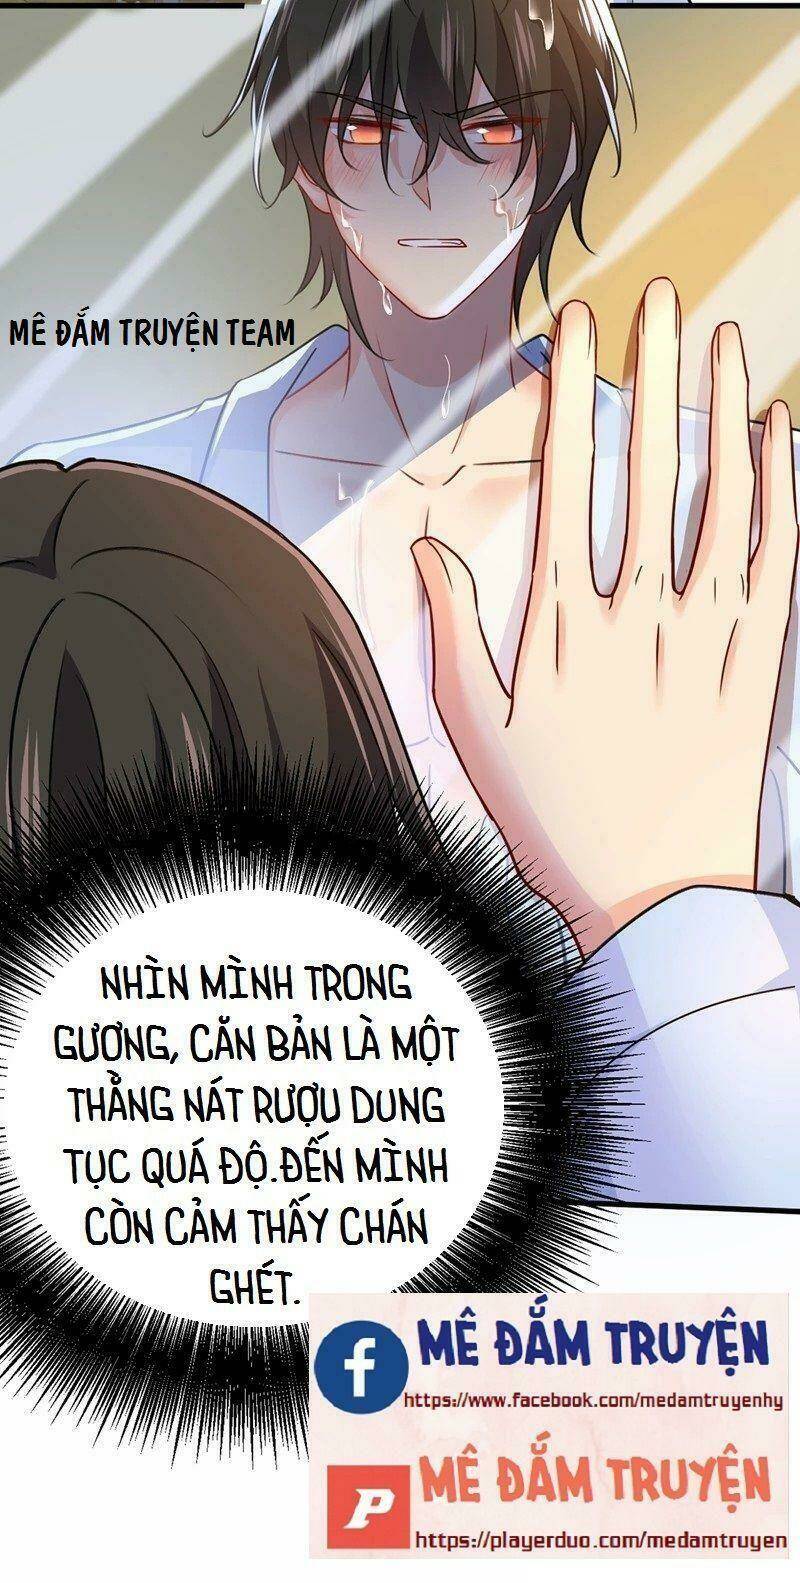 MÊ ĐẮM TRUYỆN TEAM
NHÌN MÌNH TRONG
GƯƠNG, CĂN BẢN LÀ MỘT
THẰNG NÁT RƯỢU DUNG
TỤC QUÁ ĐỘ.ĐẾN MÌNH
CÒN CẢM THẤY CHÁN
GHÉT.
MÊ ĐẮM TRUYỆN
https://www.facebook.com/medamtruyenhy
MÊ ĐẮM TRUYỆN
https://playerduo.com/medamtruyen